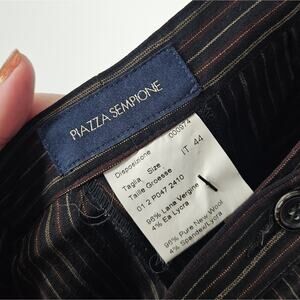 PIAZZA SEMPIONE
Disposizione 000974
Taglia Size IT 44
Taille Groesse
01 2 P047 2410
96% Lana Vergine
4% Ea Lycra
96% Pure New Wool
4% Spandex/Lycra